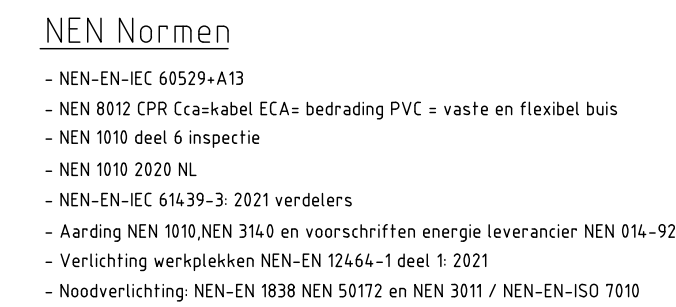 NEN Normen
- NEN-EN-IEC 60529+A13
- NEN 8012 CPR Cca=kabel ECA= bedrading PVC = vaste en flexibel buis
- NEN 1010 deel 6 inspectie
- NEN 1010 2020 NL
- NEN-EN-IEC 61439-3: 2021 verdelers
- Aarding NEN 1010,NEN 3140 en voorschriften energie leverancier NEN 014-92
- Verlichting werkplekken NEN-EN 12464-1 deel 1: 2021
- Noodverlichting: NEN-EN 1838 NEN 50172 en NEN 3011 / NEN-EN-ISO 7010